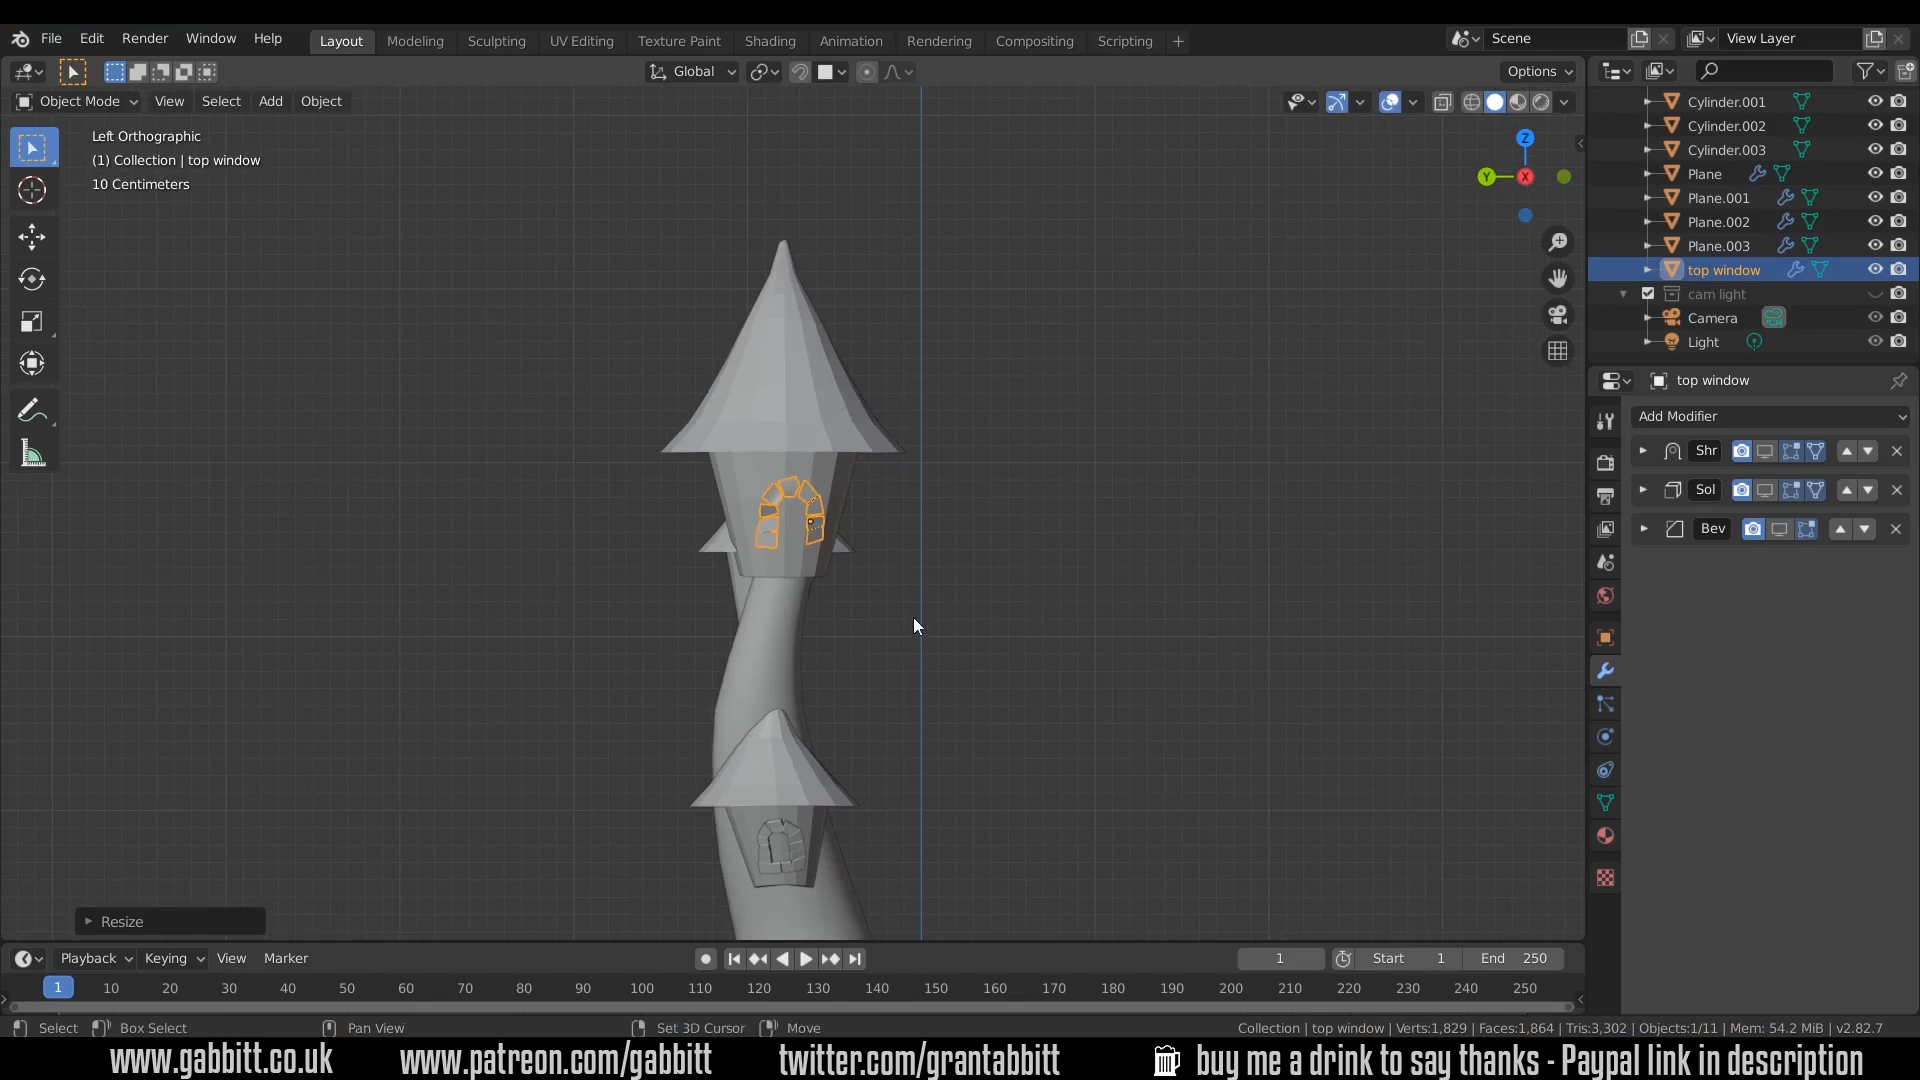 File Edit Render Window Help
Layout Modeling Sculpting UV Editing Texture Paint Shading Animation Rendering Compositing Scripting +
Scene
View Layer
Global
Options
Object Mode View Select Add Object
Left Orthographic
(1) Collection | top window
10 Centimeters
Z
Y
X
Cylinder.001
Cylinder.002
Cylinder.003
Plane
Plane.001
Plane.002
Plane.003
top window
cam light
Camera
Light
top window
Add Modifier
Shr
Sol
Bev
Resize
Playback Keying View Marker
1
Start 1
End 250
1 10 20 30 40 50 60 70 80 90 100 110 120 130 140 150 160 170 180 190 200 210 220 230 240 250
Select Box Select Pan View Set 3D Cursor Move
Collection | top window | Verts:1,829 | Faces:1,864 | Tris:3,302 | Objects:1/11 | Mem: 54.2 MiB | v2.82.7
www.gabbitt.co.uk www.patreon.com/gabbitt twitter.com/grantabbitt buy me a drink to say thanks - Paypal link in description